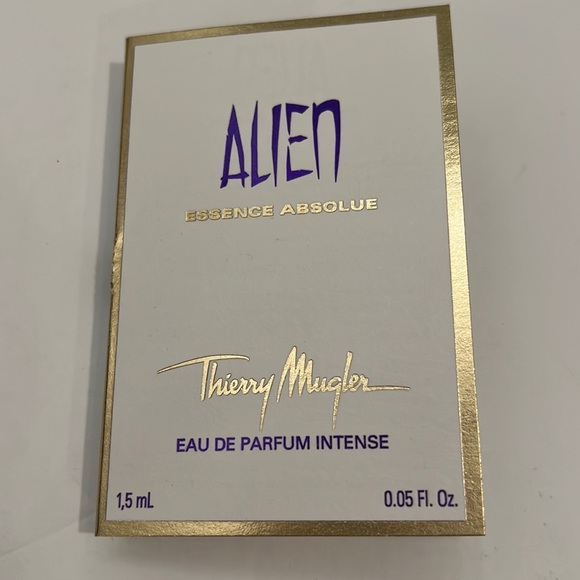 ALIEN
ESSENCE ABSOLUE
Thierry Mugler
EAU DE PARFUM INTENSE
1,5 mL 0.05 Fl. Oz.